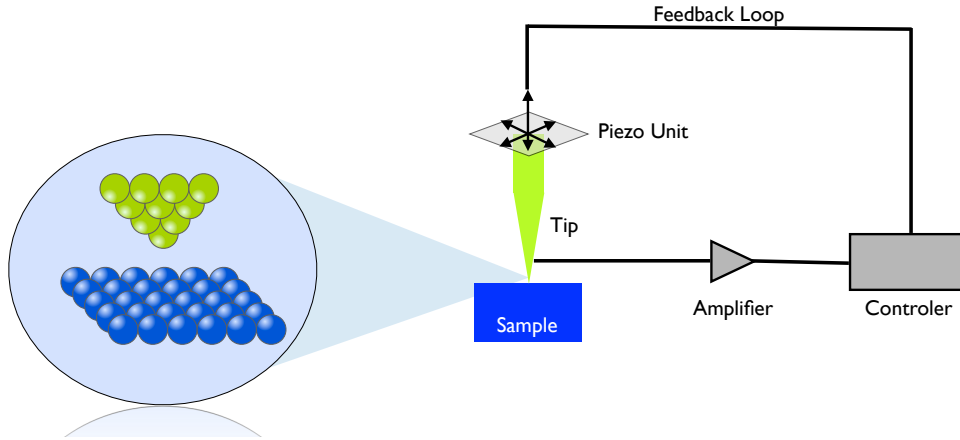 Feedback Loop
Piezo Unit
Tip
Amplifier
Controler
Sample